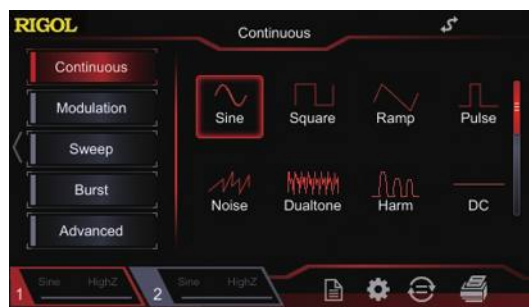 RIGOL
Continuous
Continuous
Modulation
Sweep
Burst
Advanced
Sine Square Ramp Pulse
Noise Dualtone Harm DC
1 Sine HighZ 2 Sine HighZ